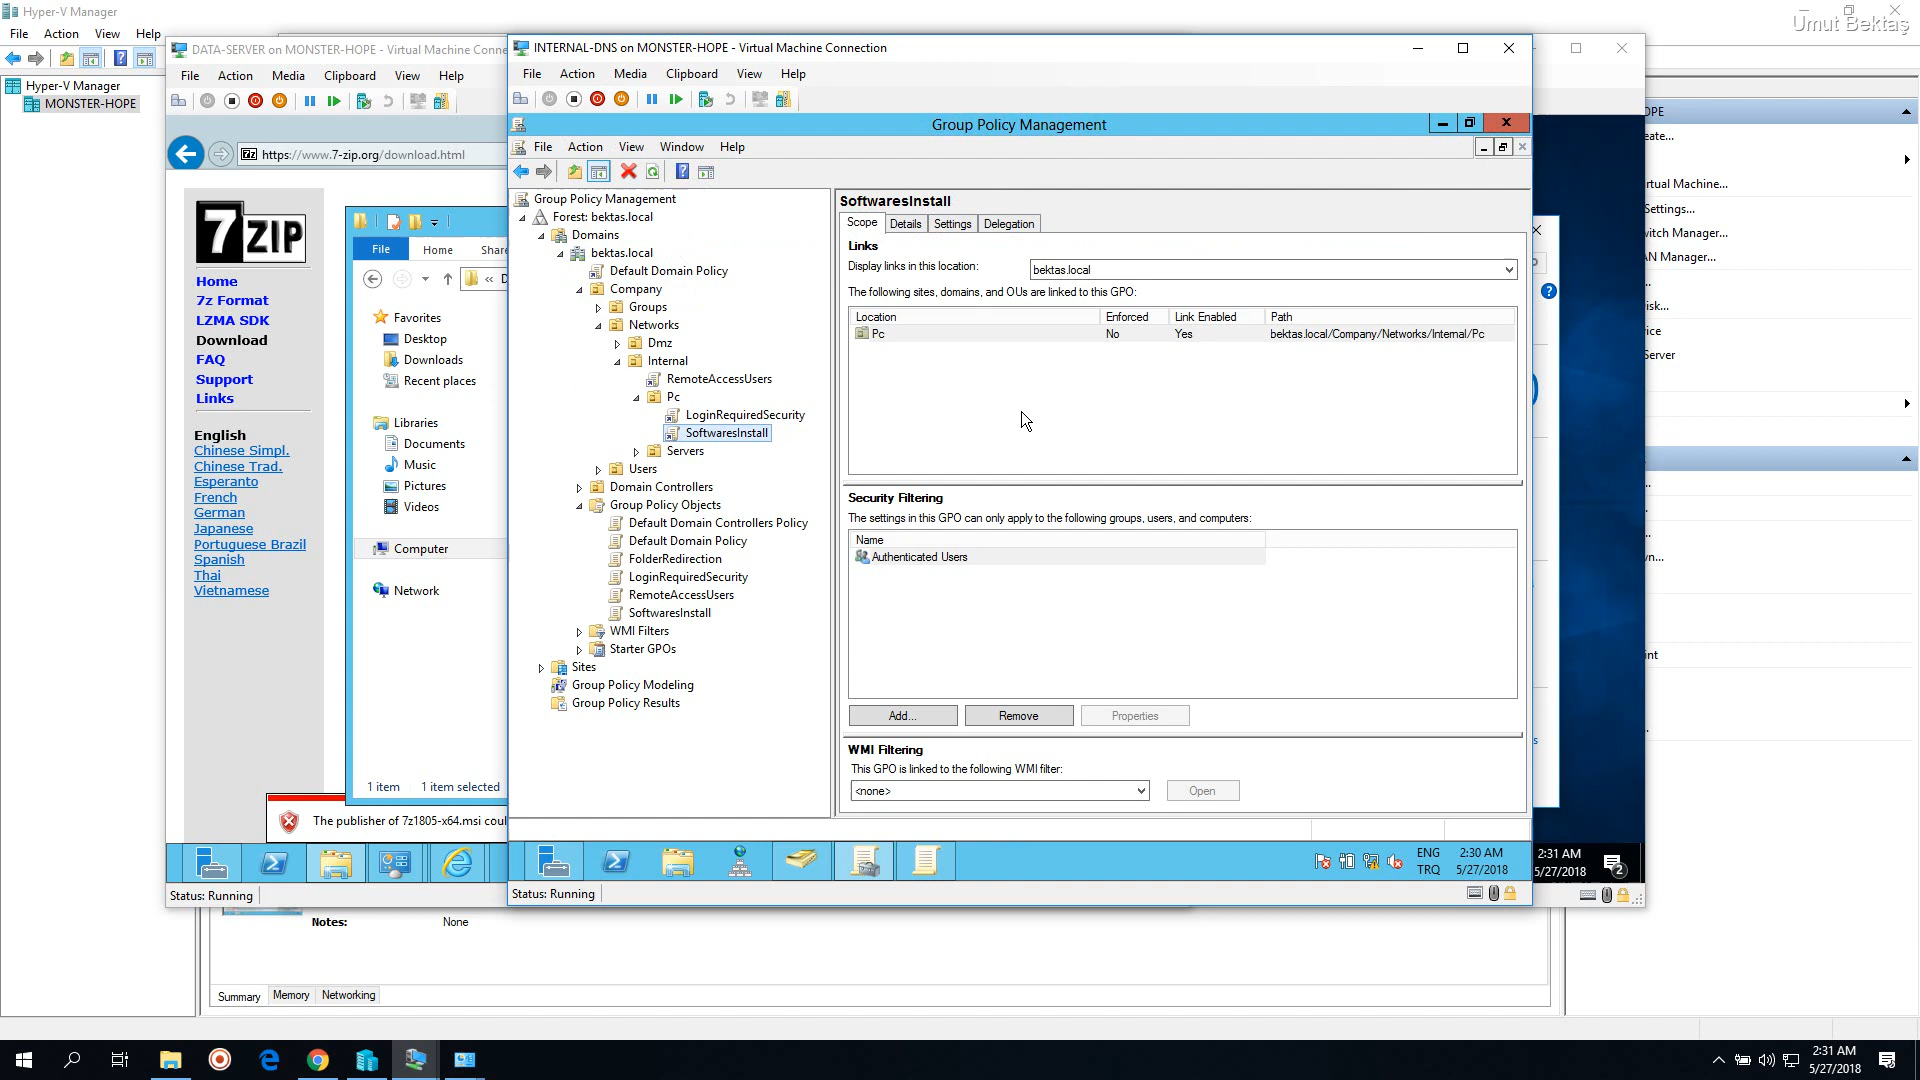 Hyper-V Manager
File Action View Help
Umut Bektaş
Hyper-V Manager
MONSTER-HOPE
DATA-SERVER on MONSTER-HOPE - Virtual Machine Conne
File Action Media Clipboard View Help
https://www.7-zip.org/download.html
7ZIP
Home
7z Format
LZMA SDK
Download
FAQ
Support
Links
English
Chinese Simpl.
Chinese Trad.
Esperanto
French
German
Japanese
Portuguese Brazil
Spanish
Thai
Vietnamese
File Home Share
« D
Favorites
Desktop
Downloads
Recent places
Libraries
Documents
Music
Pictures
Videos
Computer
Network
1 item 1 item selected
The publisher of 7z1805-x64.msi coul
Status: Running
INTERNAL-DNS on MONSTER-HOPE - Virtual Machine Connection
File Action Media Clipboard View Help
Group Policy Management
File Action View Window Help
Group Policy Management
Forest: bektas.local
Domains
bektas.local
Default Domain Policy
Company
Groups
Networks
Dmz
Internal
RemoteAccessUsers
Pc
LoginRequiredSecurity
SoftwaresInstall
Servers
Users
Domain Controllers
Group Policy Objects
Default Domain Controllers Policy
Default Domain Policy
FolderRedirection
LoginRequiredSecurity
RemoteAccessUsers
SoftwaresInstall
WMI Filters
Starter GPOs
Sites
Group Policy Modeling
Group Policy Results
SoftwaresInstall
Scope Details Settings Delegation
Links
Display links in this location: bektas.local
The following sites, domains, and OUs are linked to this GPO:
Location Enforced Link Enabled Path
Pc No Yes bektas.local/Company/Networks/Internal/Pc
Security Filtering
The settings in this GPO can only apply to the following groups, users, and computers:
Name
Authenticated Users
Add... Remove Properties
WMI Filtering
This GPO is linked to the following WMI filter:
<none> Open
ENG
TRQ
2:30 AM
5/27/2018
Status: Running
2:31 AM
5/27/2018
2
OPE
eate...
rtual Machine...
Settings...
witch Manager...
AN Manager...
isk...
vice
Server
wn...
int
Notes: None
Summary Memory Networking
2:31 AM
5/27/2018